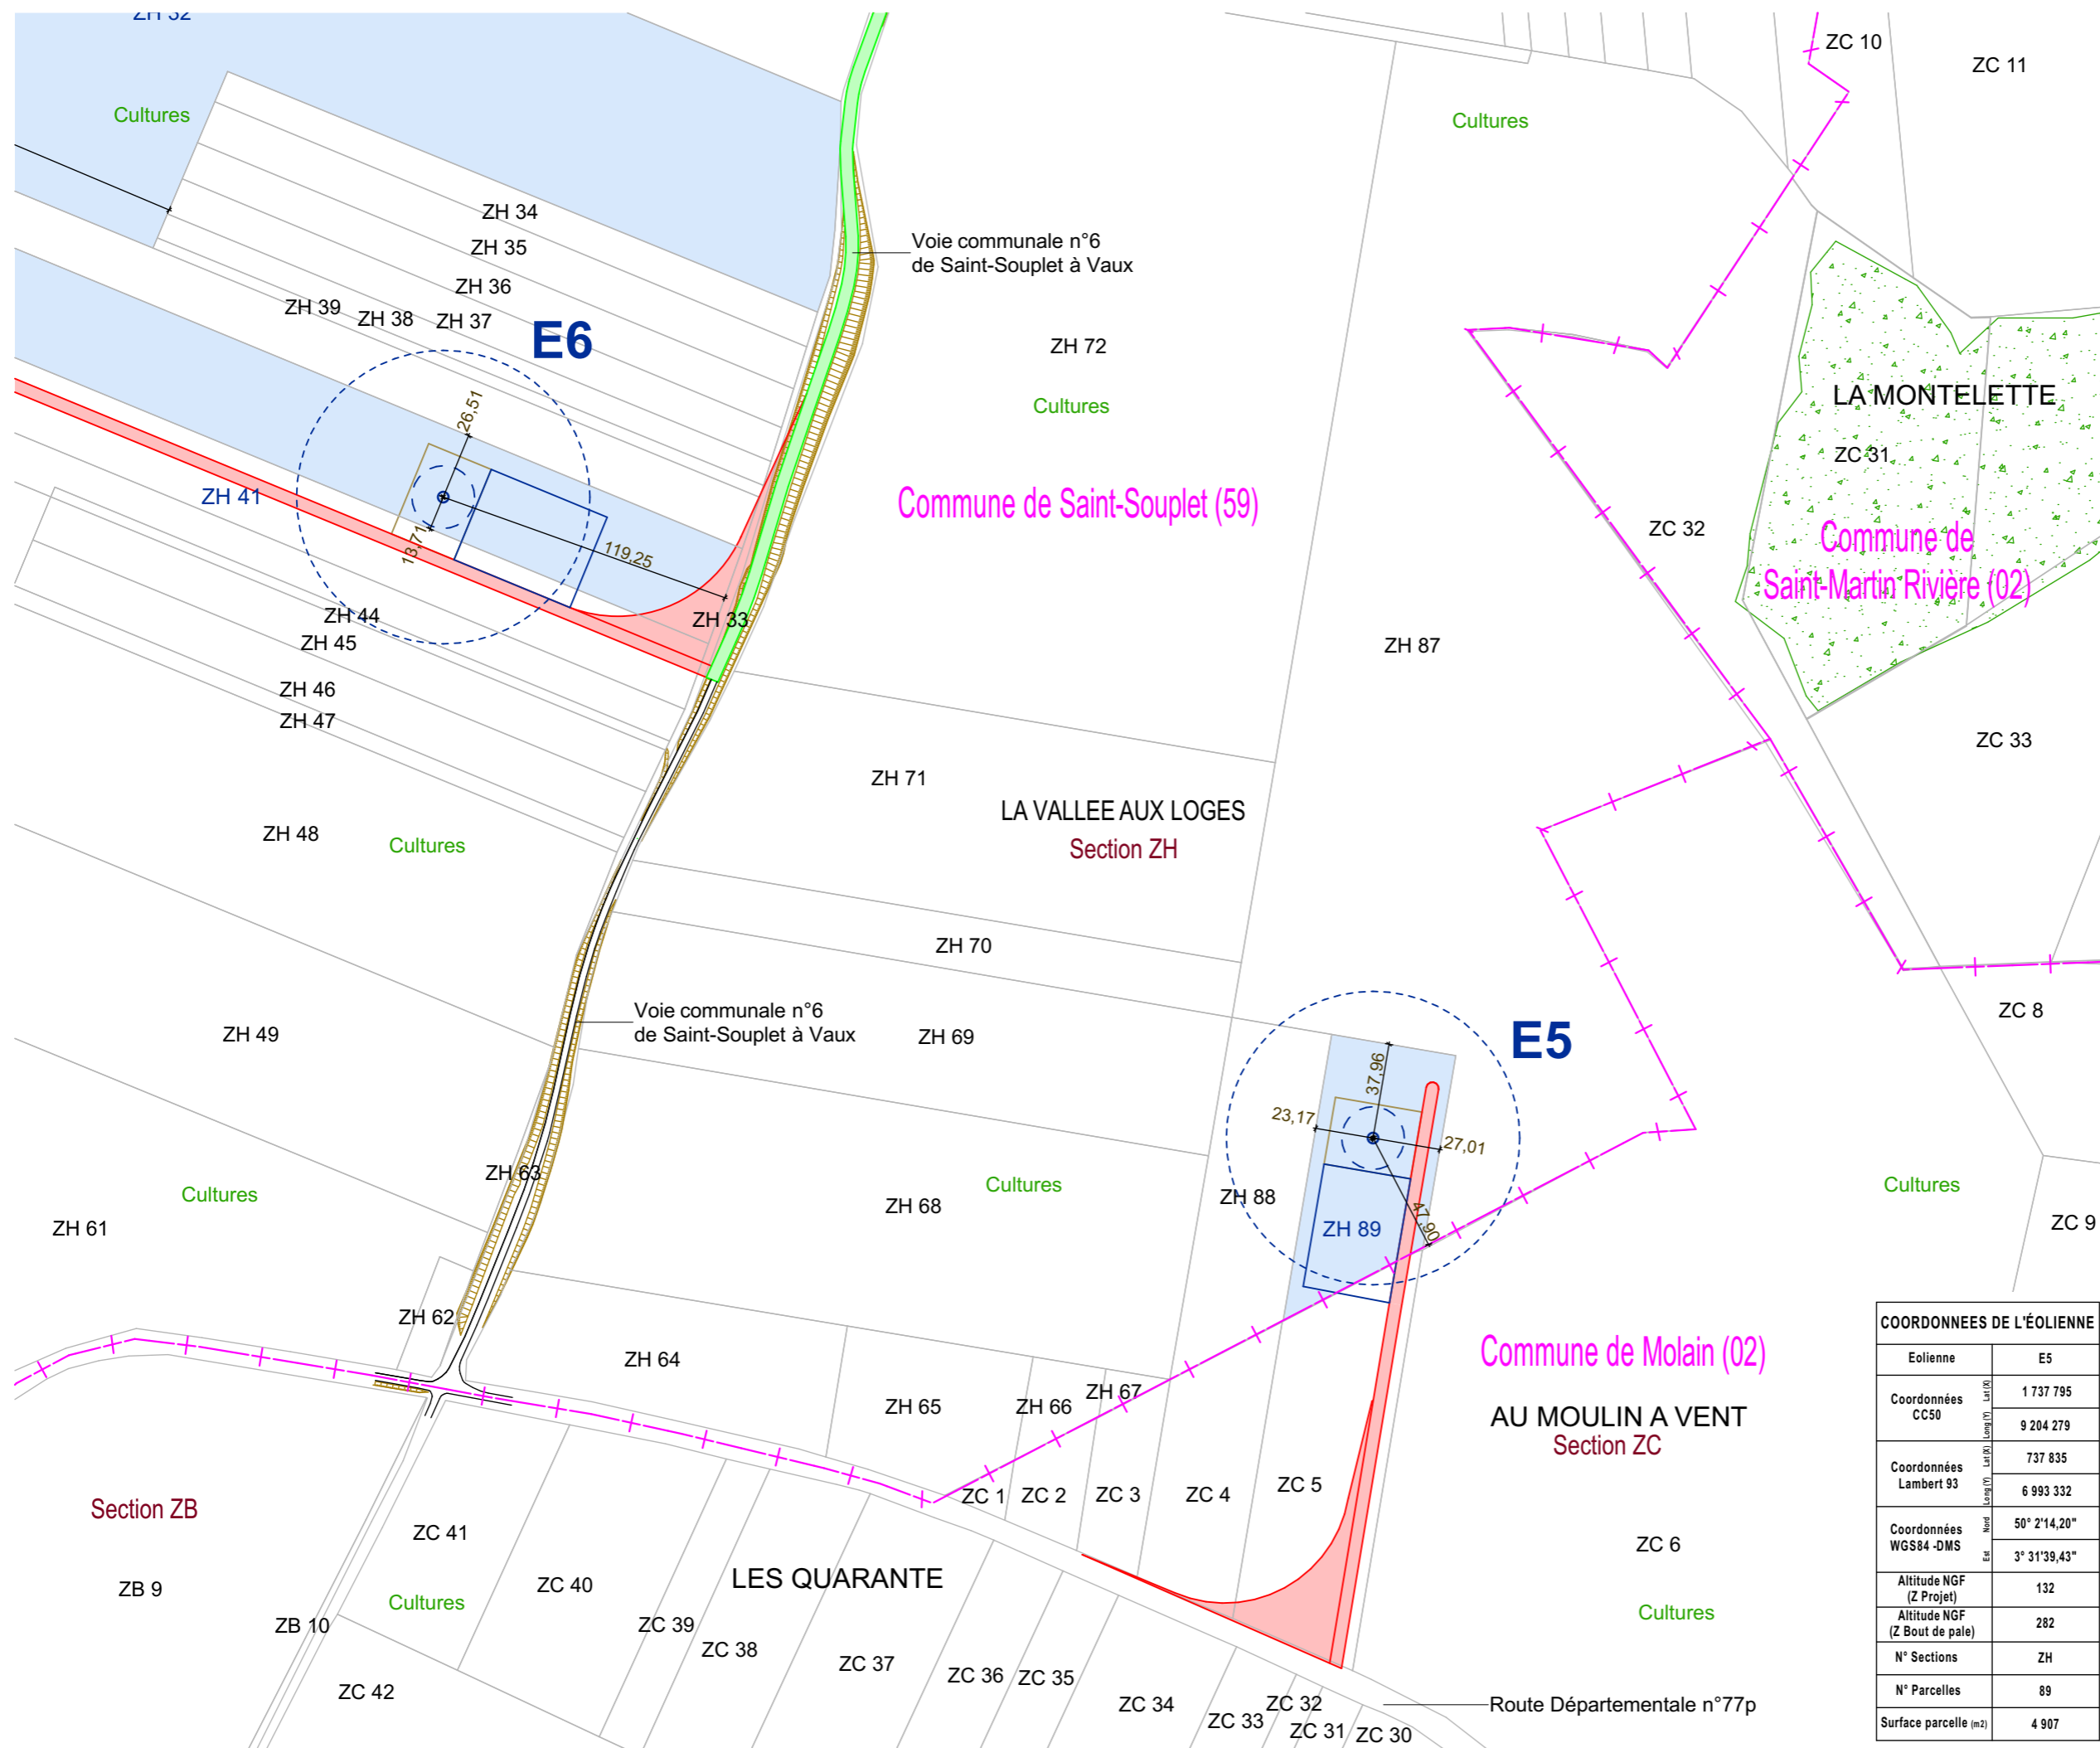 ZH 32
Cultures
ZH 34
ZH 35
ZH 36
ZH 37
ZH 38
ZH 39
E6
Voie communale n°6
de Saint-Souplet à Vaux
ZH 72
Cultures
Cultures
ZC 10
ZC 11
LA MONTELETTE
ZC 31
ZC 32
Commune de
Saint-Martin Rivière (02)
Commune de Saint-Souplet (59)
26,51
13,71
119,25
ZH 41
ZH 33
ZH 44
ZH 45
ZH 46
ZH 47
ZH 87
ZC 33
ZH 71
LA VALLEE AUX LOGES
Section ZH
ZH 48
Cultures
ZH 70
Voie communale n°6
de Saint-Souplet à Vaux
ZH 69
ZH 49
E5
ZC 8
37,96
23,17
27,01
47,90
ZH 63
Cultures
ZH 61
ZH 68
Cultures
ZH 88
ZH 89
Cultures
ZC 9
ZH 62
ZH 64
ZH 65
ZH 66
ZH 67
Commune de Molain (02)
AU MOULIN A VENT
Section ZC
ZC 1
ZC 2
ZC 3
ZC 4
ZC 5
ZC 6
Cultures
Section ZB
ZB 9
ZB 10
ZC 41
Cultures
ZC 40
LES QUARANTE
ZC 39
ZC 38
ZC 37
ZC 36
ZC 35
ZC 34
ZC 33
ZC 32
ZC 31
ZC 30
ZC 42
Route Départementale n°77p
COORDONNEES DE L'ÉOLIENNE
Eolienne E5
Coordonnées
CC50
Lat(X) 1 737 795
Long(Y) 9 204 279
Coordonnées
Lambert 93
Lat(X) 737 835
Long(Y) 6 993 332
Coordonnées
WGS84 -DMS
Nord 50° 2'14,20"
Est 3° 31'39,43"
Altitude NGF
(Z Projet) 132
Altitude NGF
(Z Bout de pale) 282
N° Sections ZH
N° Parcelles 89
Surface parcelle (m2) 4 907